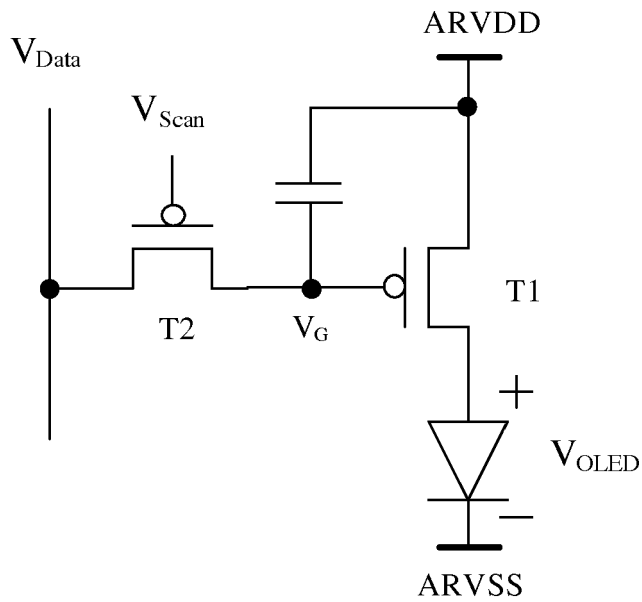 ARVDD
V_Data
V_Scan
T1
T2
V_G
+
V_OLED
−
ARVSS